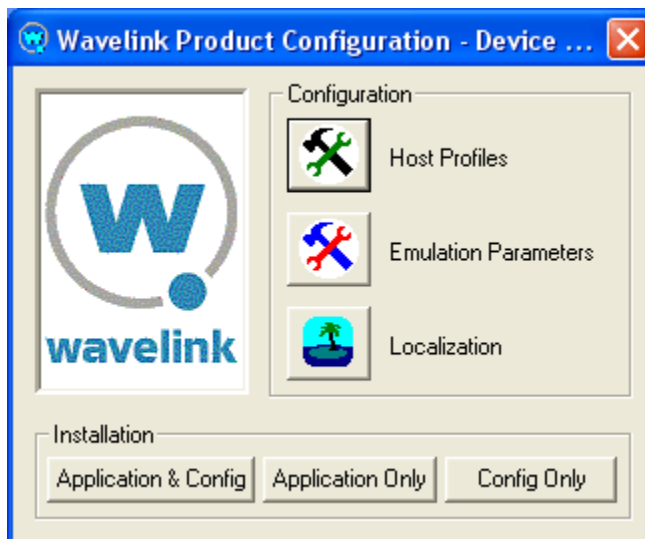 Wavelink Product Configuration - Device ...
Configuration
Host Profiles
Emulation Parameters
Localization
wavelink
Installation
Application & Config
Application Only
Config Only